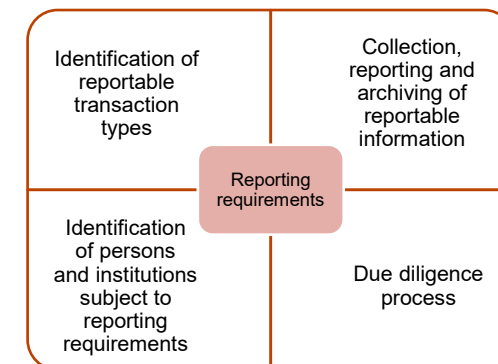 Identification of
reportable
transaction
types
Collection,
reporting and
archiving of
reportable
information
Reporting
requirements
Identification
of persons
and institutions
subject to
reporting
requirements
Due diligence
process